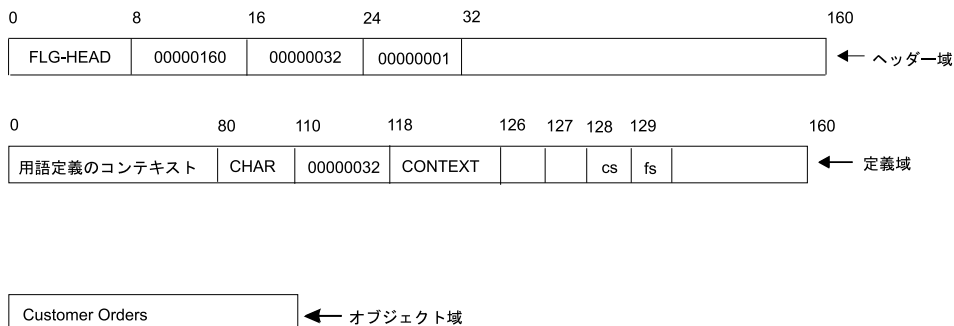 0 8 16 24 32 160
FLG-HEAD 00000160 00000032 00000001 ヘッダー域
0 80 110 118 126 127 128 129 160
用語定義のコンテキスト CHAR 00000032 CONTEXT cs fs 定義域
Customer Orders オブジェクト域